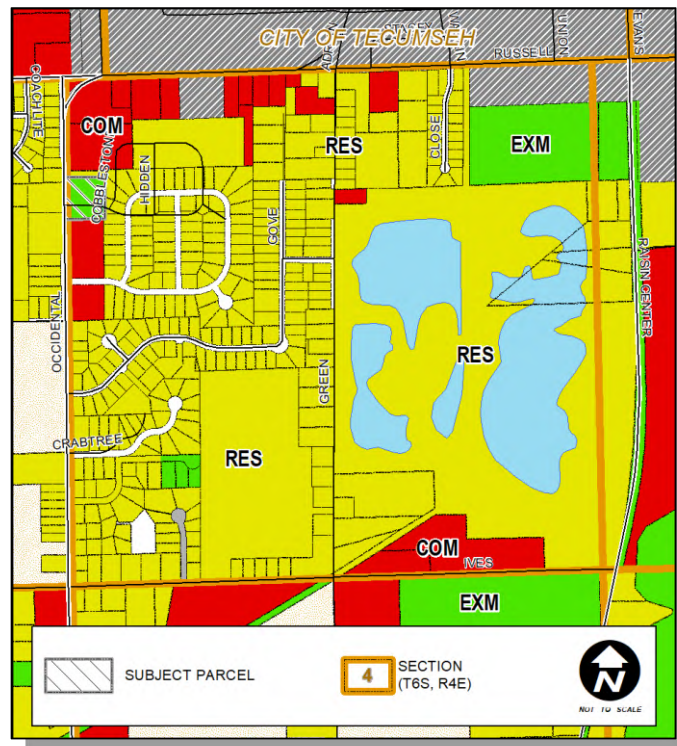 CITY OF TECUMSEH
STACEY
UNION
EVANS
RUSSELL
COACHLITE
COM
RES
CLOSE
EXM
COBBLESTONE
HIDDEN
GOVE
RAISIN CENTER
OCCIDENTAL
RES
GREEN
CRABTREE
RES
COM
IVES
EXM
SUBJECT PARCEL
4
SECTION
(T6S, R4E)
N
NOT TO SCALE